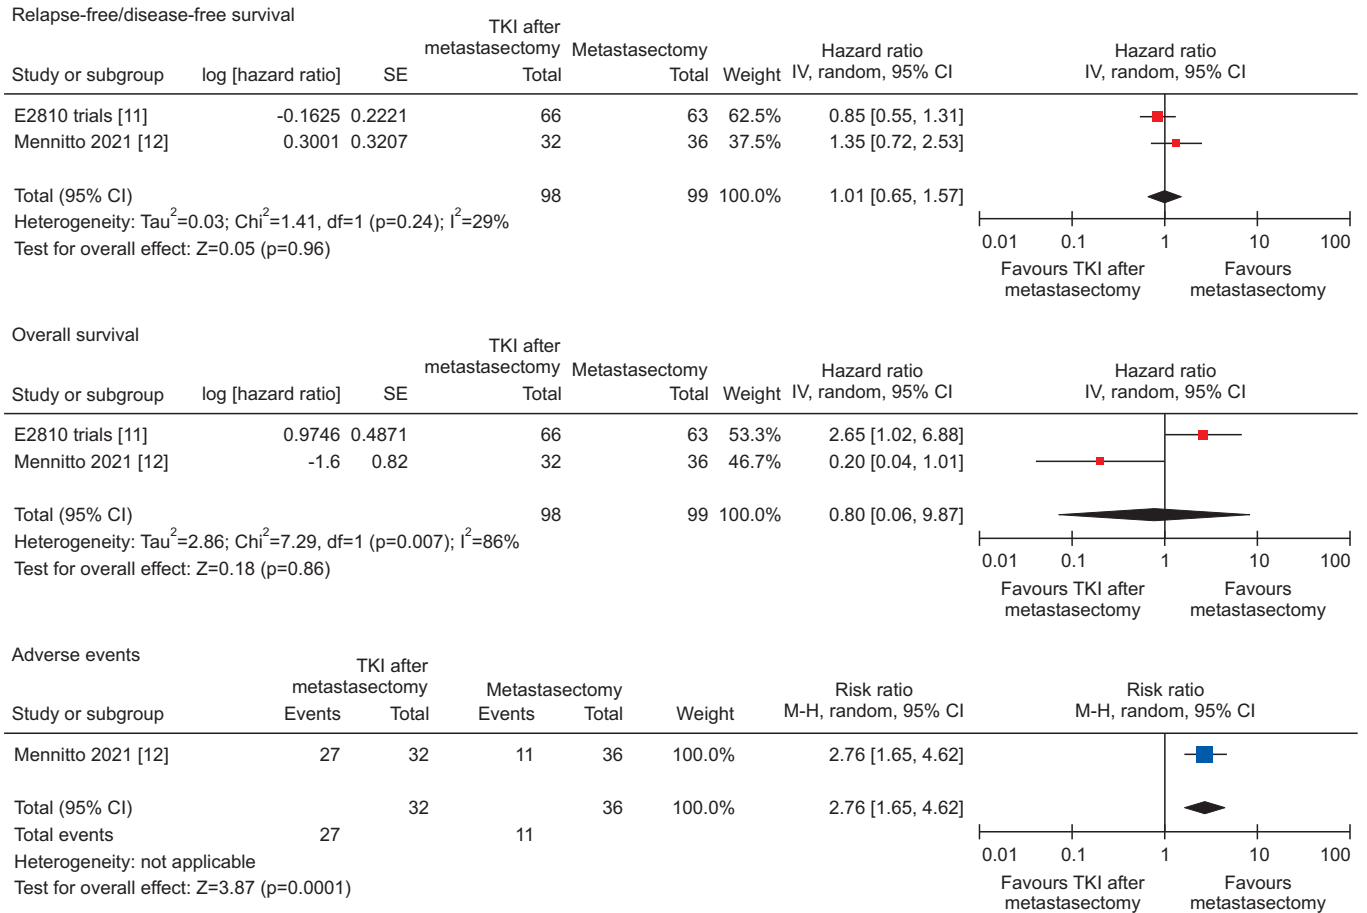 Relapse-free/disease-free survival
TKI after
metastasectomy Metastasectomy Hazard ratio Hazard ratio
Study or subgroup log [hazard ratio] SE Total Total Weight IV, random, 95% CI IV, random, 95% CI
E2810 trials [11] -0.1625 0.2221 66 63 62.5% 0.85 [0.55, 1.31]
Mennitto 2021 [12] 0.3001 0.3207 32 36 37.5% 1.35 [0.72, 2.53]
Total (95% CI) 98 99 100.0% 1.01 [0.65, 1.57]
Heterogeneity: Tau²=0.03; Chi²=1.41, df=1 (p=0.24); I²=29%
Test for overall effect: Z=0.05 (p=0.96)
0.01 0.1 1 10 100
Favours TKI after Favours
metastasectomy metastasectomy
Overall survival
TKI after
metastasectomy Metastasectomy Hazard ratio Hazard ratio
Study or subgroup log [hazard ratio] SE Total Total Weight IV, random, 95% CI IV, random, 95% CI
E2810 trials [11] 0.9746 0.4871 66 63 53.3% 2.65 [1.02, 6.88]
Mennitto 2021 [12] -1.6 0.82 32 36 46.7% 0.20 [0.04, 1.01]
Total (95% CI) 98 99 100.0% 0.80 [0.06, 9.87]
Heterogeneity: Tau²=2.86; Chi²=7.29, df=1 (p=0.007); I²=86%
Test for overall effect: Z=0.18 (p=0.86)
0.01 0.1 1 10 100
Favours TKI after Favours
metastasectomy metastasectomy
Adverse events
TKI after
metastasectomy Metastasectomy Risk ratio Risk ratio
Study or subgroup Events Total Events Total Weight M-H, random, 95% CI M-H, random, 95% CI
Mennitto 2021 [12] 27 32 11 36 100.0% 2.76 [1.65, 4.62]
Total (95% CI) 32 36 100.0% 2.76 [1.65, 4.62]
Total events 27 11
Heterogeneity: not applicable
Test for overall effect: Z=3.87 (p=0.0001)
0.01 0.1 1 10 100
Favours TKI after Favours
metastasectomy metastasectomy